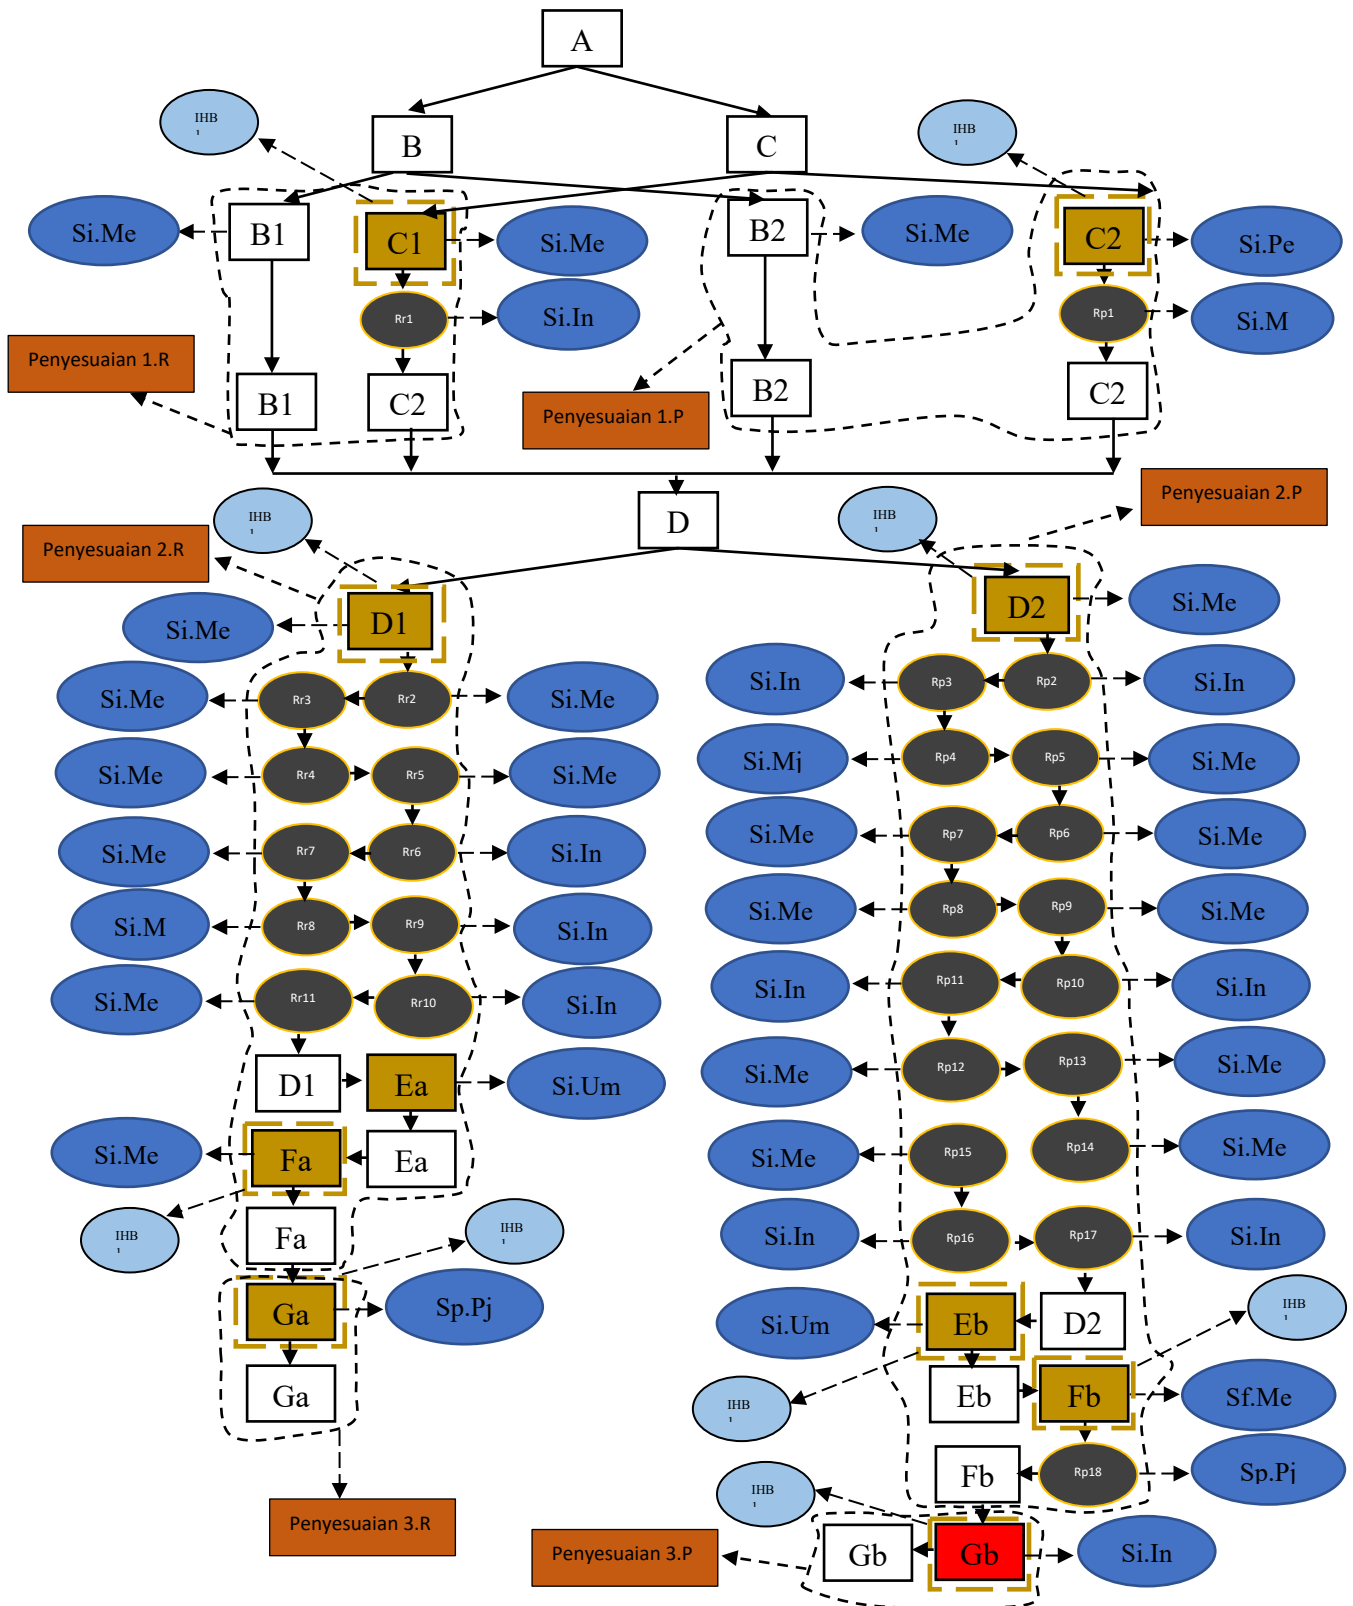 A
IHB
B
C
IHB
Si.Me
B1
C1
Si.Me
B2
Si.Me
C2
Si.Pe
Rr1
Si.In
Rp1
Si.M
Penyesuaian 1.R
B1
C2
Penyesuaian 1.P
B2
C2
IHB
D
IHB
Penyesuaian 2.P
Penyesuaian 2.R
Si.Me
D1
D2
Si.Me
Si.Me
Rr3
Rr2
Si.Me
Si.In
Rp3
Rp2
Si.In
Si.Me
Rr4
Rr5
Si.Me
Si.Mj
Rp4
Rp5
Si.Me
Si.Me
Rr7
Rr6
Si.In
Si.Me
Rp7
Rp6
Si.Me
Si.M
Rr8
Rr9
Si.In
Si.Me
Rp8
Rp9
Si.Me
Si.Me
Rr11
Rr10
Si.In
Si.In
Rp11
Rp10
Si.In
D1
Ea
Si.Um
Si.Me
Rp12
Rp13
Si.Me
Si.Me
Fa
Ea
Si.Me
Rp15
Rp14
Si.Me
IHB
Fa
IHB
Si.In
Rp16
Rp17
Si.In
Ga
Sp.Pj
Si.Um
Eb
D2
IHB
Ga
IHB
Eb
Fb
Sf.Me
IHB
Fb
Rp18
Sp.Pj
Penyesuaian 3.R
Penyesuaian 3.P
Gb
Gb
Si.In